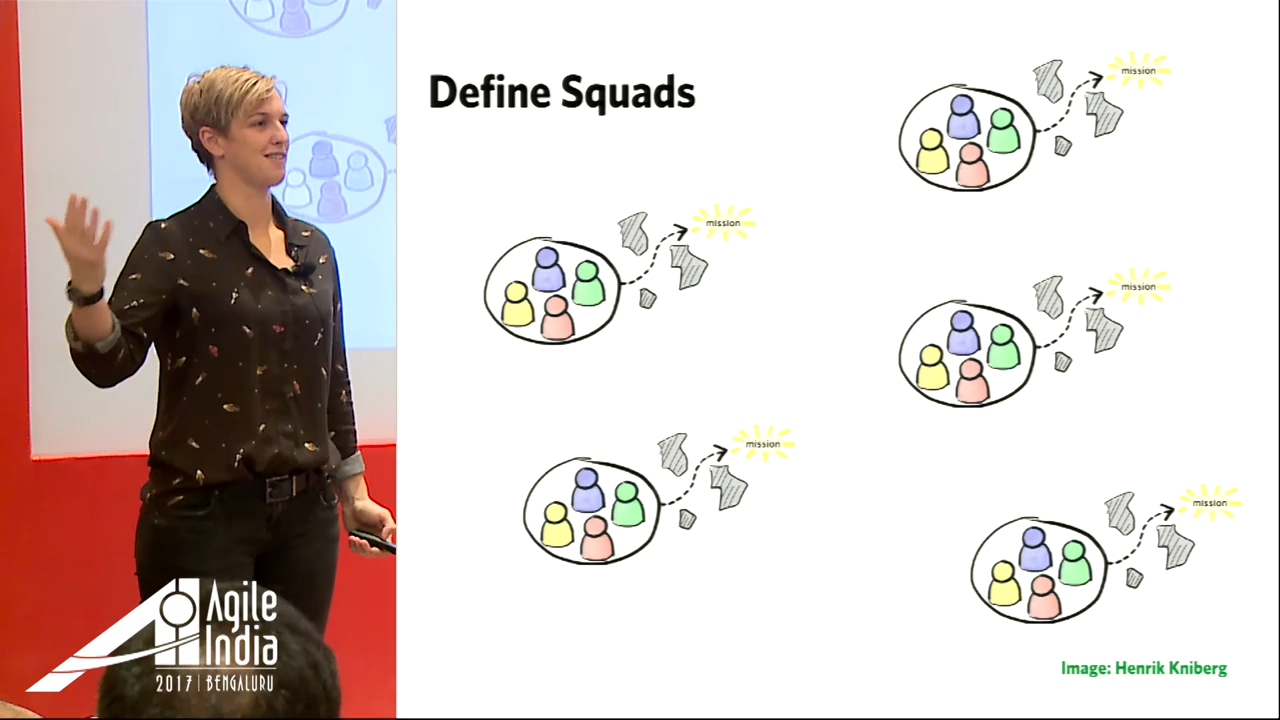 Define Squads
mission
mission
mission
mission
mission
Image: Henrik Kniberg
Agile
India
2017 | BENGALURU